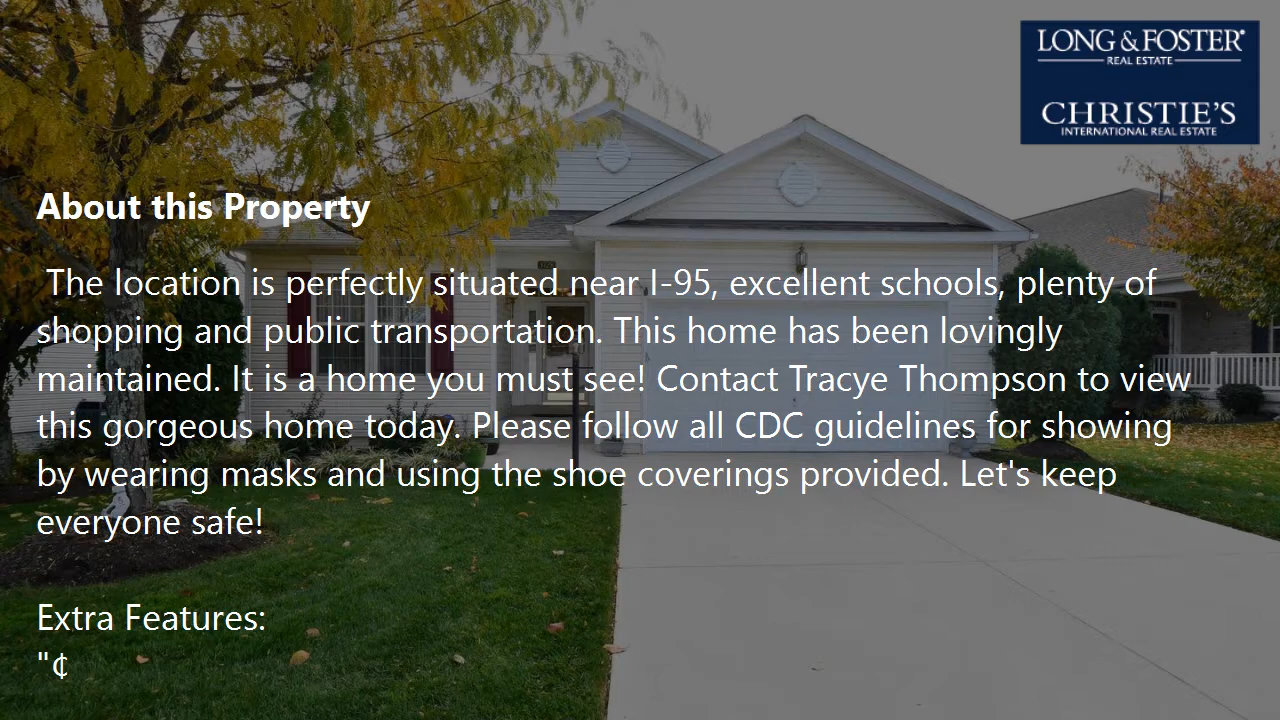 LONG & FOSTER®
REAL ESTATE
CHRISTIE'S
INTERNATIONAL REAL ESTATE
About this Property
The location is perfectly situated near I-95, excellent schools, plenty of
shopping and public transportation. This home has been lovingly
maintained. It is a home you must see! Contact Tracye Thompson to view
this gorgeous home today. Please follow all CDC guidelines for showing
by wearing masks and using the shoe coverings provided. Let's keep
everyone safe!
Extra Features:
"¢